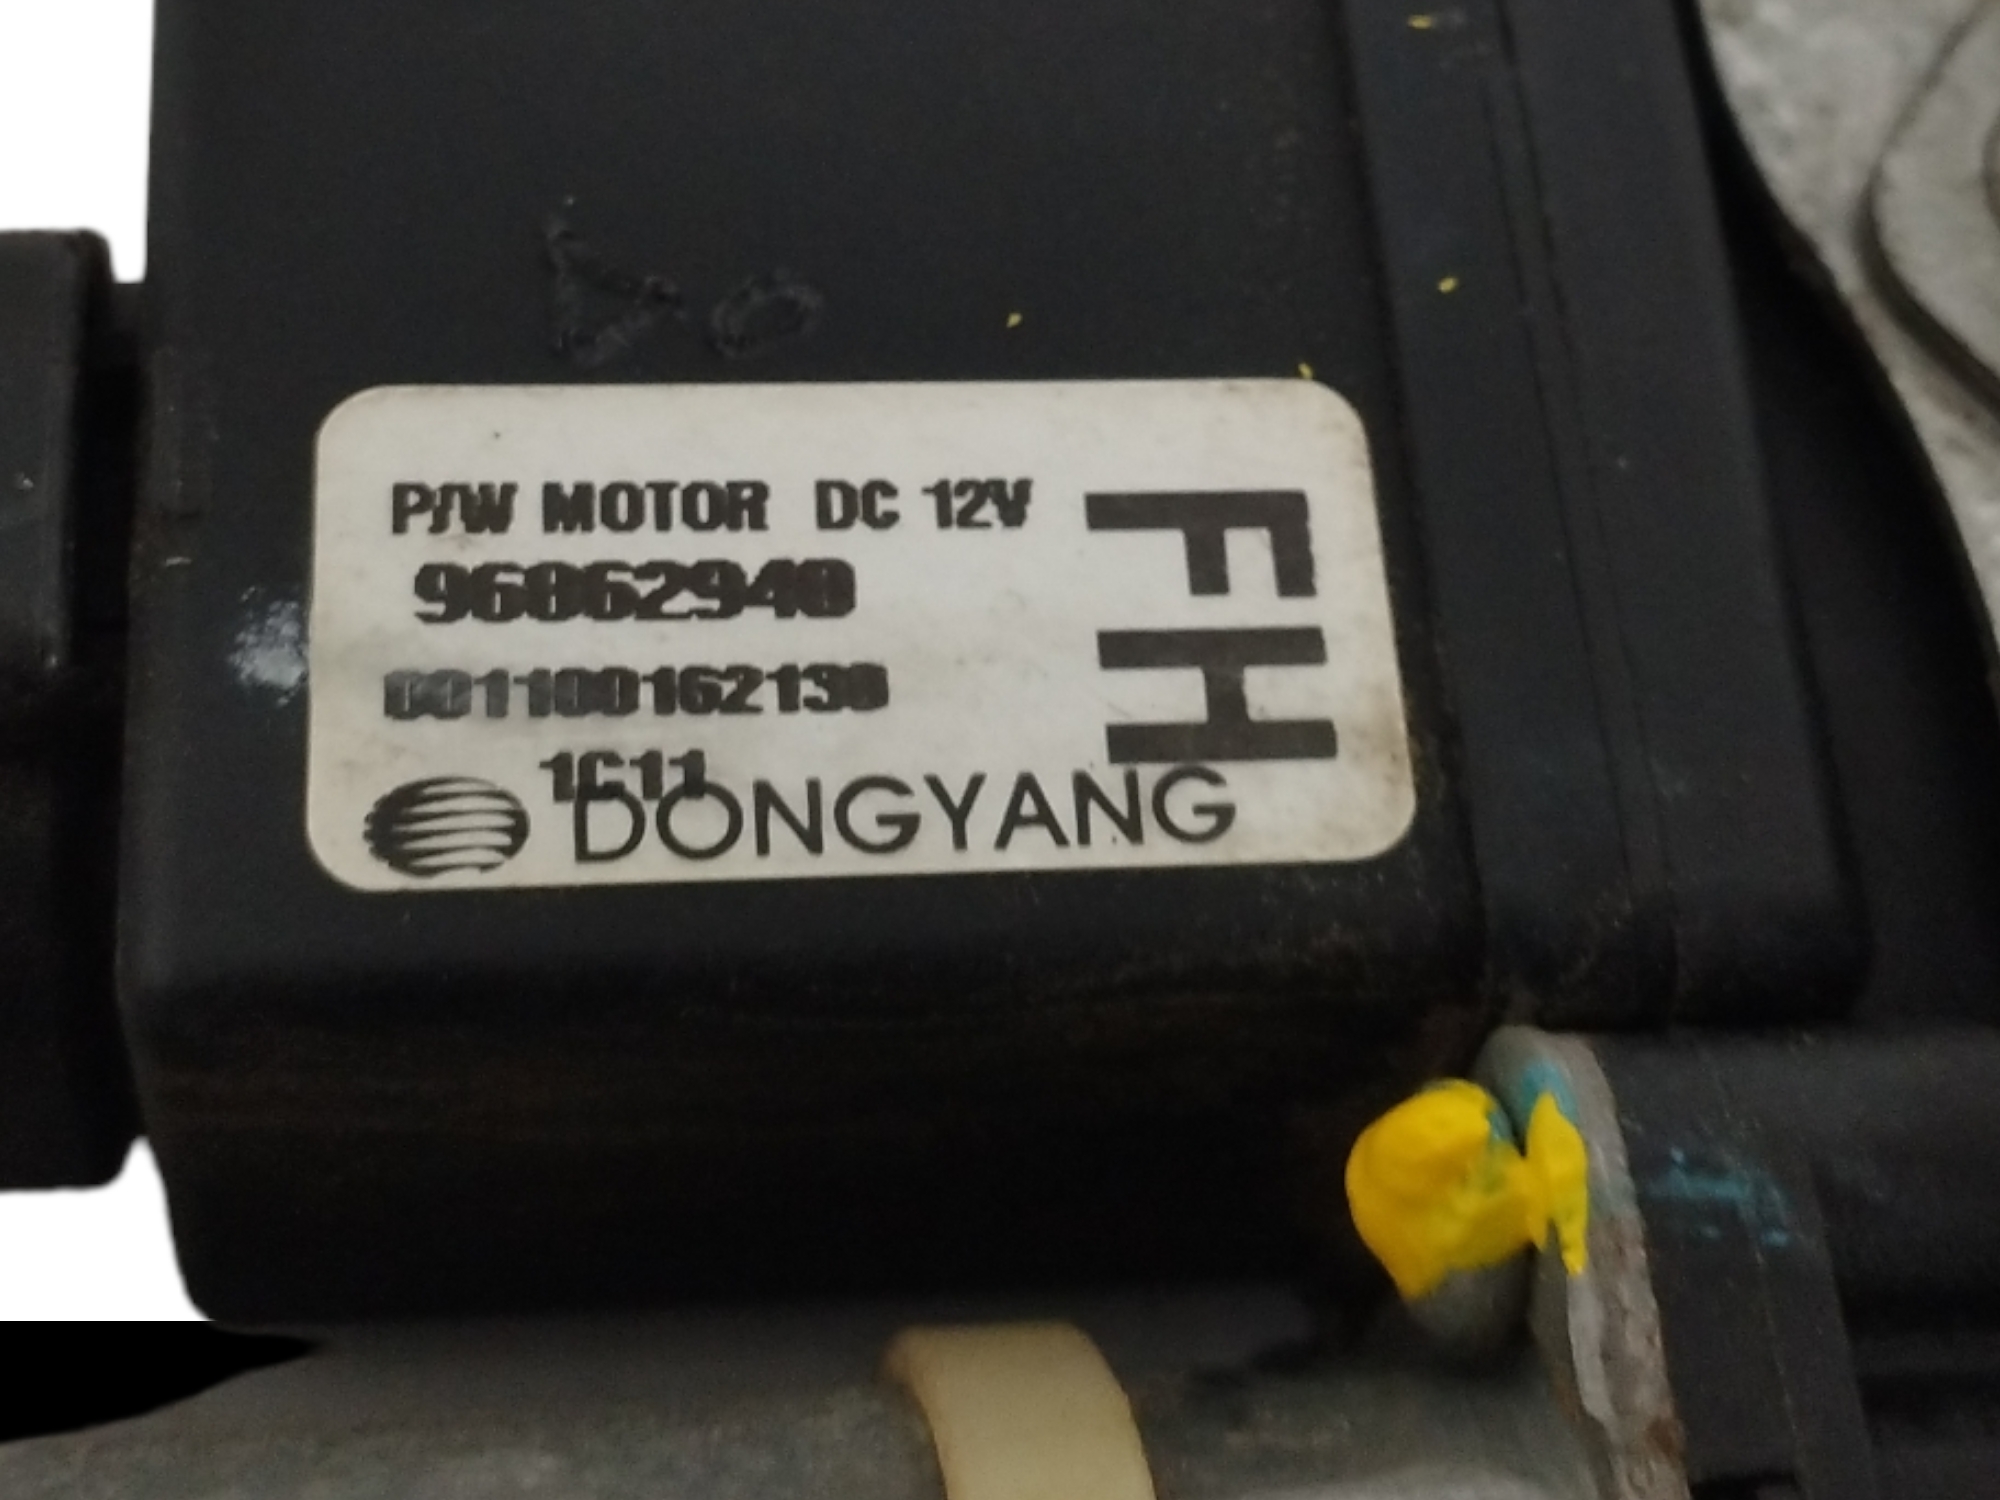 P/W MOTOR DC 12V
96862940
001100162130
1C11
DONGYANG
FH